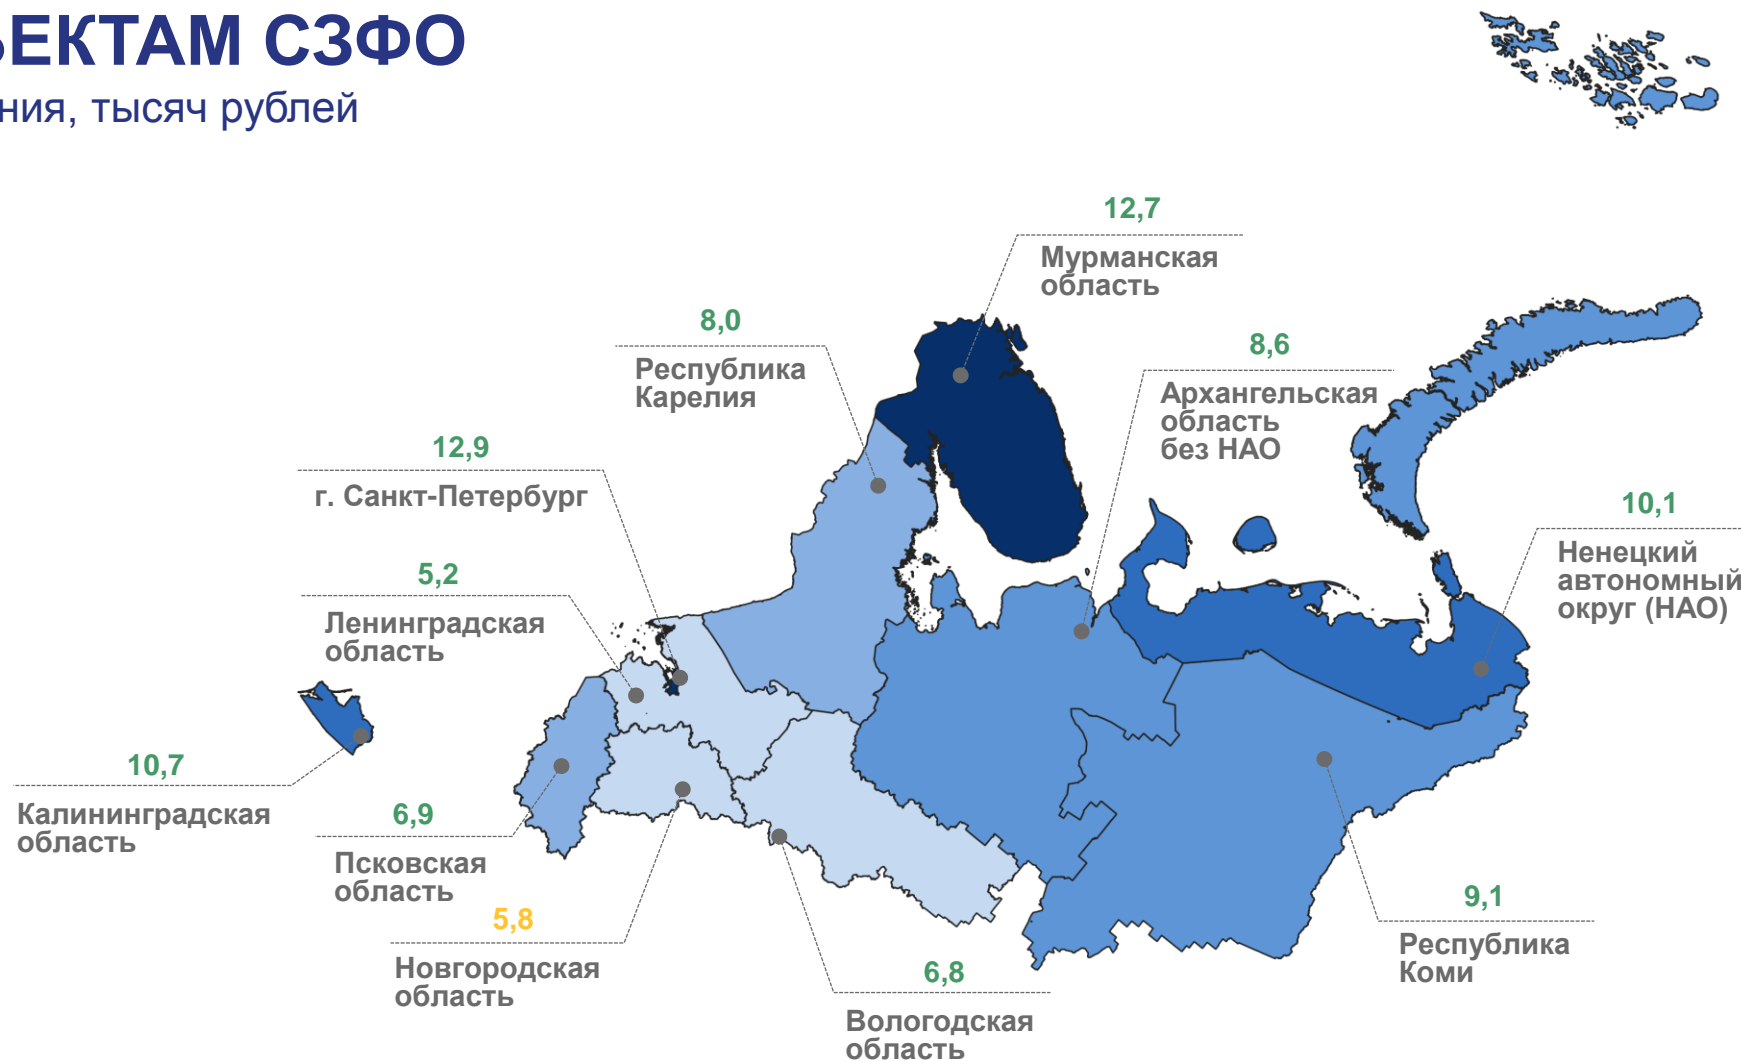 ЬЕКТАМ СЗФО
ния, тысяч рублей
12,7
Мурманская
область
8,0
Республика
Карелия
8,6
Архангельская
область
без НАО
12,9
г. Санкт-Петербург
10,1
Ненецкий
автономный
округ (НАО)
5,2
Ленинградская
область
10,7
Калининградская
область
6,9
Псковская
область
5,8
Новгородская
область
6,8
Вологодская
область
9,1
Республика
Коми